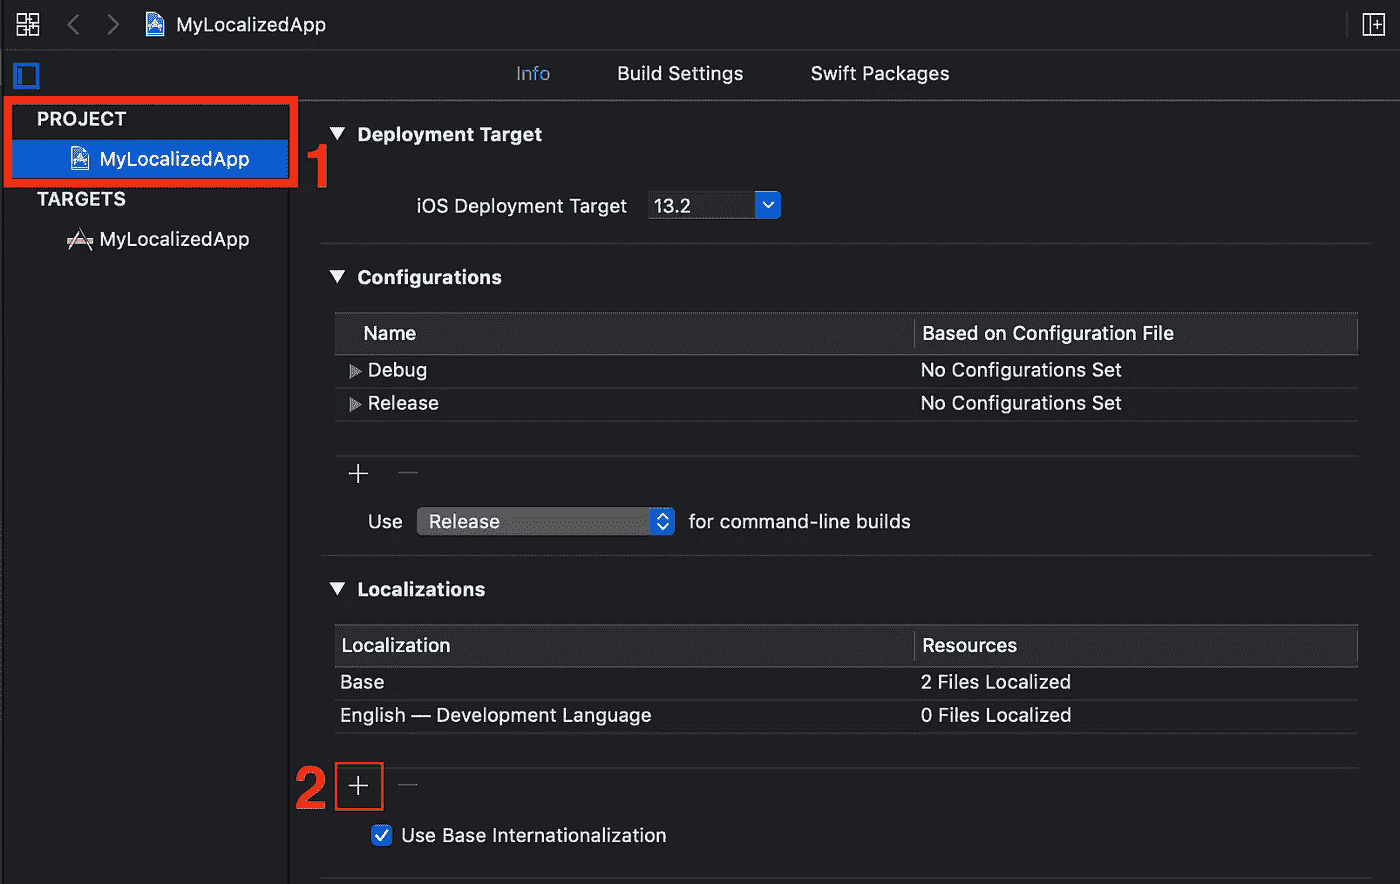 MyLocalizedApp
Info Build Settings Swift Packages
PROJECT
MyLocalizedApp
1
TARGETS
MyLocalizedApp
Deployment Target
iOS Deployment Target 13.2
Configurations
Name Based on Configuration File
Debug No Configurations Set
Release No Configurations Set
Use Release for command-line builds
Localizations
Localization Resources
Base 2 Files Localized
English — Development Language 0 Files Localized
2
Use Base Internationalization